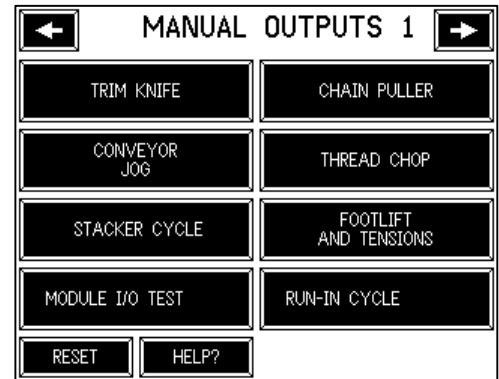 MANUAL OUTPUTS 1
TRIM KNIFE
CHAIN PULLER
CONVEYOR
JOG
THREAD CHOP
STACKER CYCLE
FOOTLIFT
AND TENSIONS
MODULE I/O TEST
RUN-IN CYCLE
RESET
HELP?